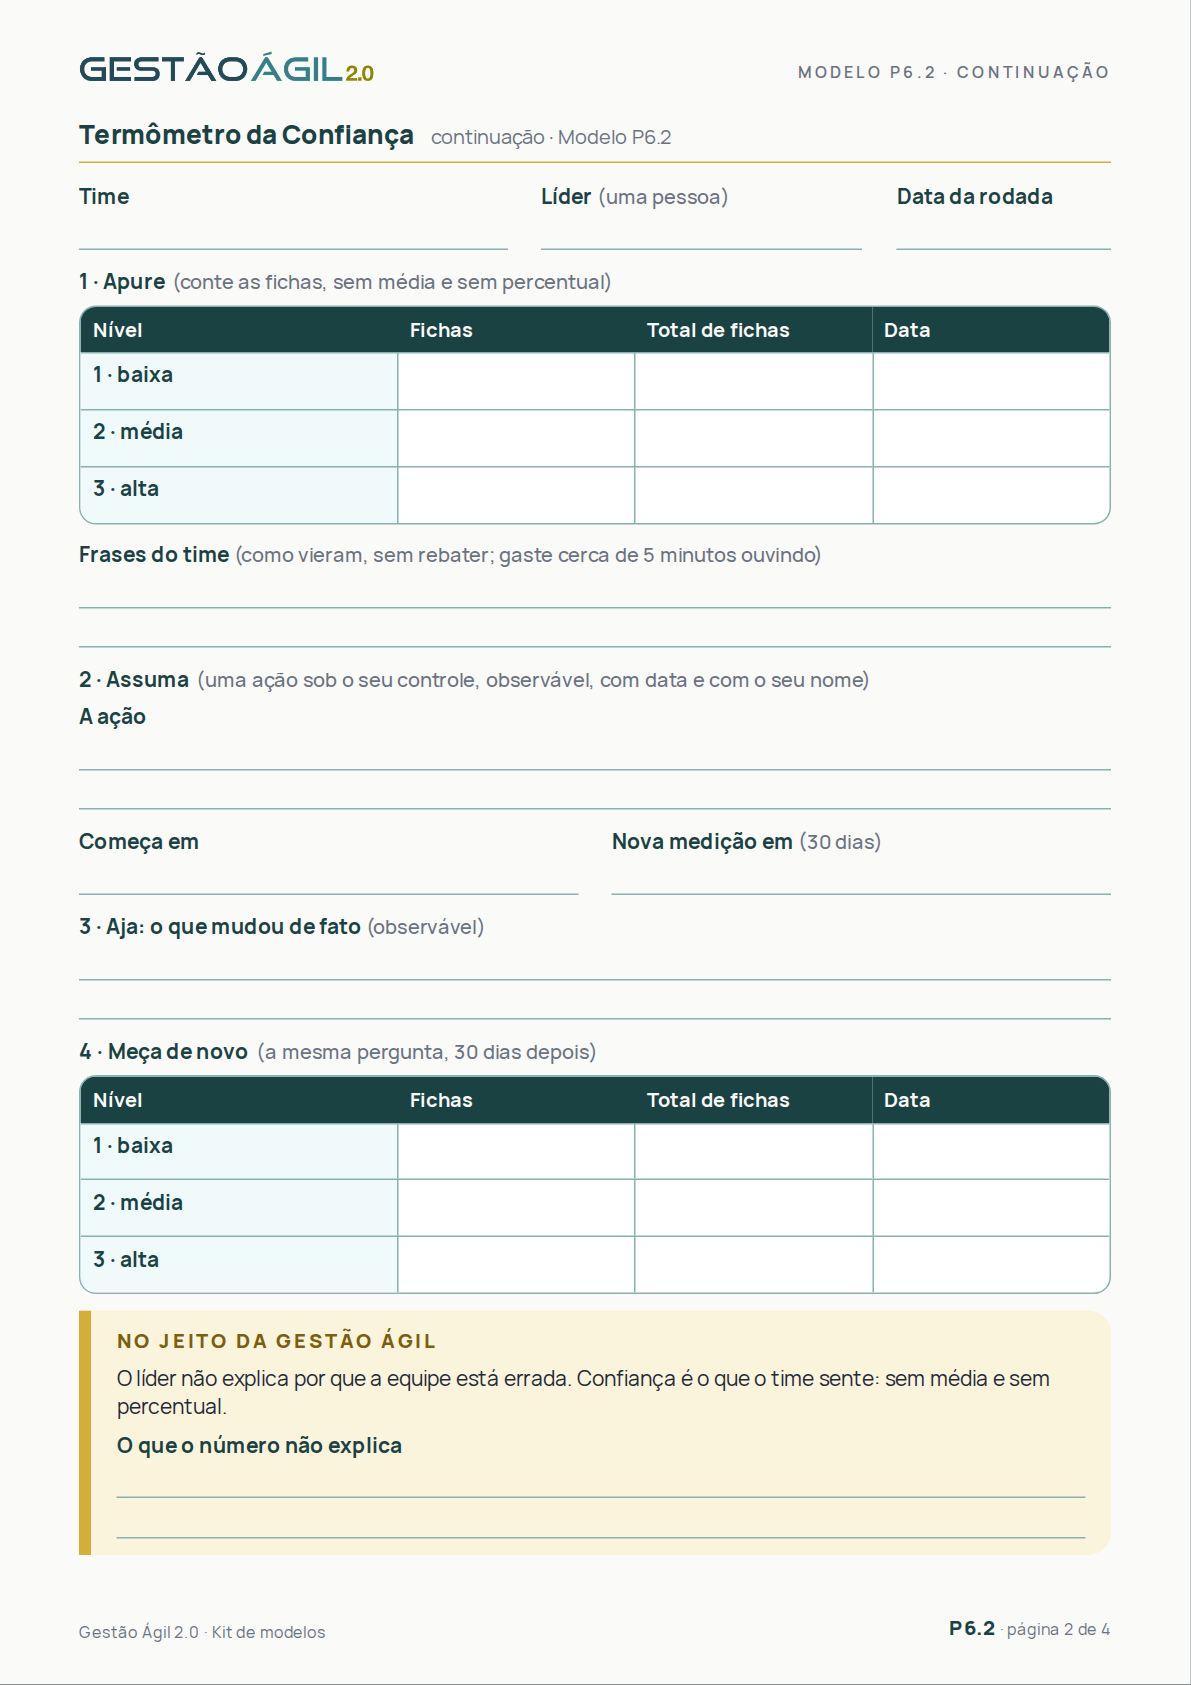 GESTÃOÁGIL2.0
MODELO P6.2 · CONTINUAÇÃO
Termômetro da Confiança continuação · Modelo P6.2
Time
Líder (uma pessoa)
Data da rodada
1 · Apure (conte as fichas, sem média e sem percentual)
Nível Fichas Total de fichas Data
1 · baixa
2 · média
3 · alta
Frases do time (como vieram, sem rebater; gaste cerca de 5 minutos ouvindo)
2 · Assuma (uma ação sob o seu controle, observável, com data e com o seu nome)
A ação
Começa em
Nova medição em (30 dias)
3 · Aja: o que mudou de fato (observável)
4 · Meça de novo (a mesma pergunta, 30 dias depois)
Nível Fichas Total de fichas Data
1 · baixa
2 · média
3 · alta
NO JEITO DA GESTÃO ÁGIL
O líder não explica por que a equipe está errada. Confiança é o que o time sente: sem média e sem
percentual.
O que o número não explica
Gestão Ágil 2.0 · Kit de modelos
P6.2 · página 2 de 4